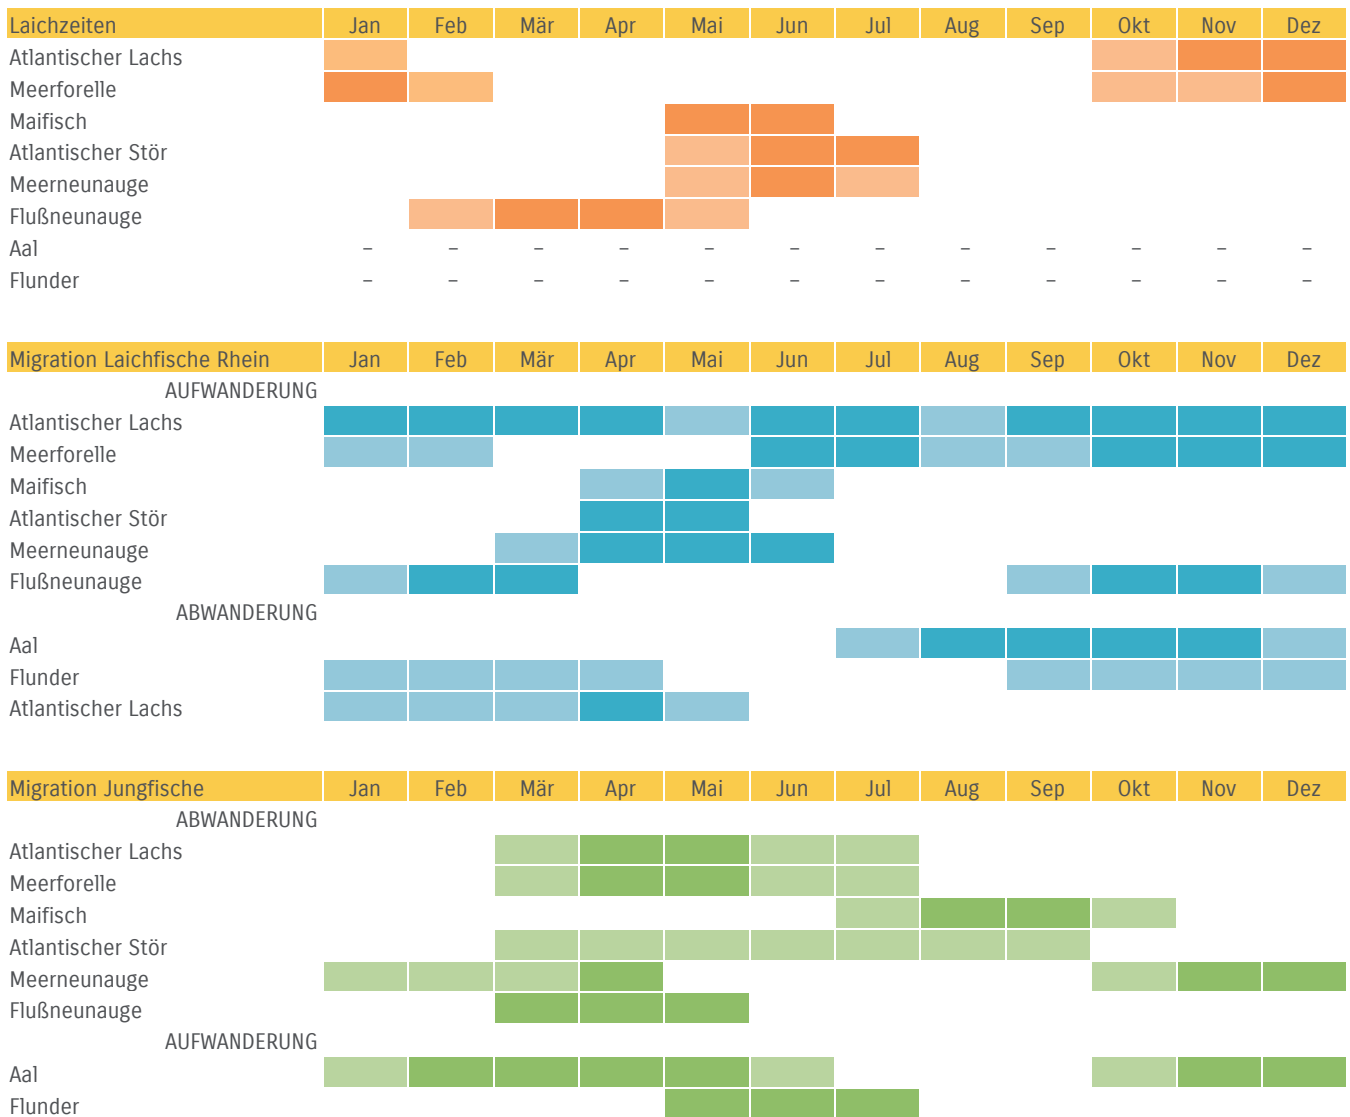 Laichzeiten Jan Feb Mär Apr Mai Jun Jul Aug Sep Okt Nov Dez
Atlantischer Lachs
Meerforelle
Maifisch
Atlantischer Stör
Meerneunauge
Flußneunauge
Aal – – – – – – – – – – – –
Flunder – – – – – – – – – – – –
Migration Laichfische Rhein Jan Feb Mär Apr Mai Jun Jul Aug Sep Okt Nov Dez
AUFWANDERUNG
Atlantischer Lachs
Meerforelle
Maifisch
Atlantischer Stör
Meerneunauge
Flußneunauge
ABWANDERUNG
Aal
Flunder
Atlantischer Lachs
Migration Jungfische Jan Feb Mär Apr Mai Jun Jul Aug Sep Okt Nov Dez
ABWANDERUNG
Atlantischer Lachs
Meerforelle
Maifisch
Atlantischer Stör
Meerneunauge
Flußneunauge
AUFWANDERUNG
Aal
Flunder